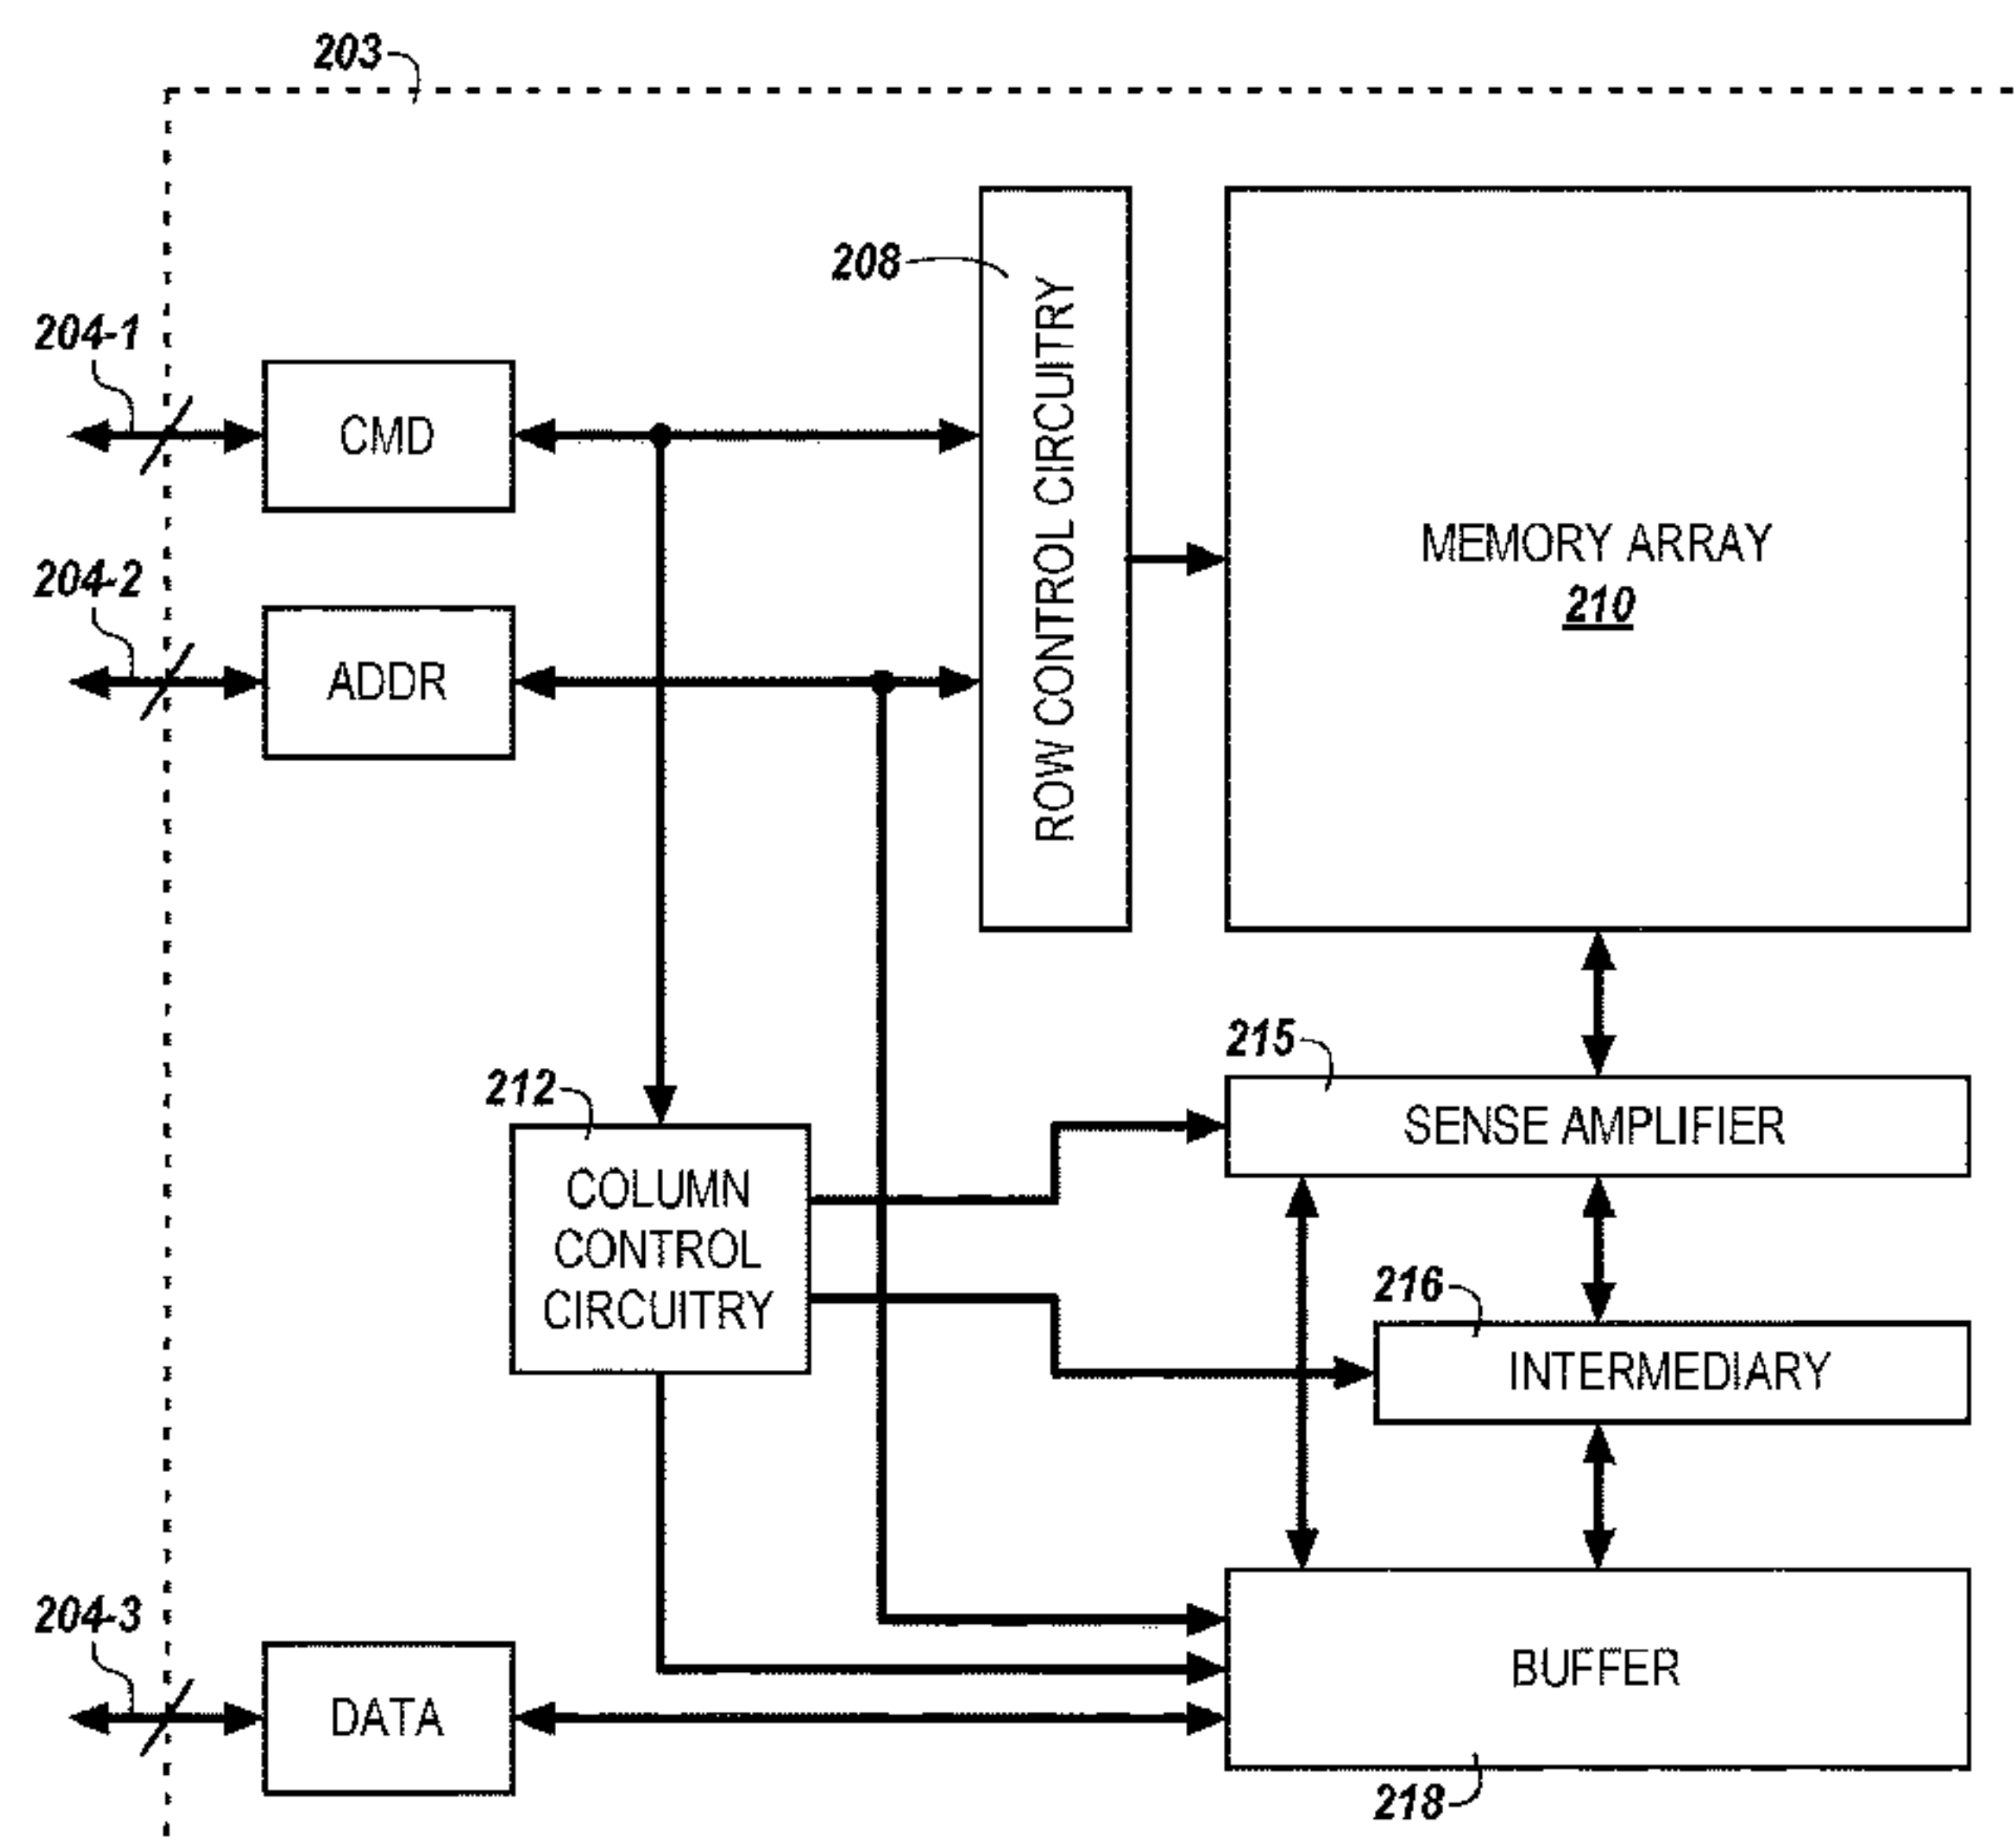 203
208
ROW CONTROL CIRCUITRY
MEMORY ARRAY
210
204-1
CMD
204-2
ADDR
215
SENSE AMPLIFIER
212
COLUMN
CONTROL
CIRCUITRY
216
INTERMEDIARY
204-3
DATA
BUFFER
218